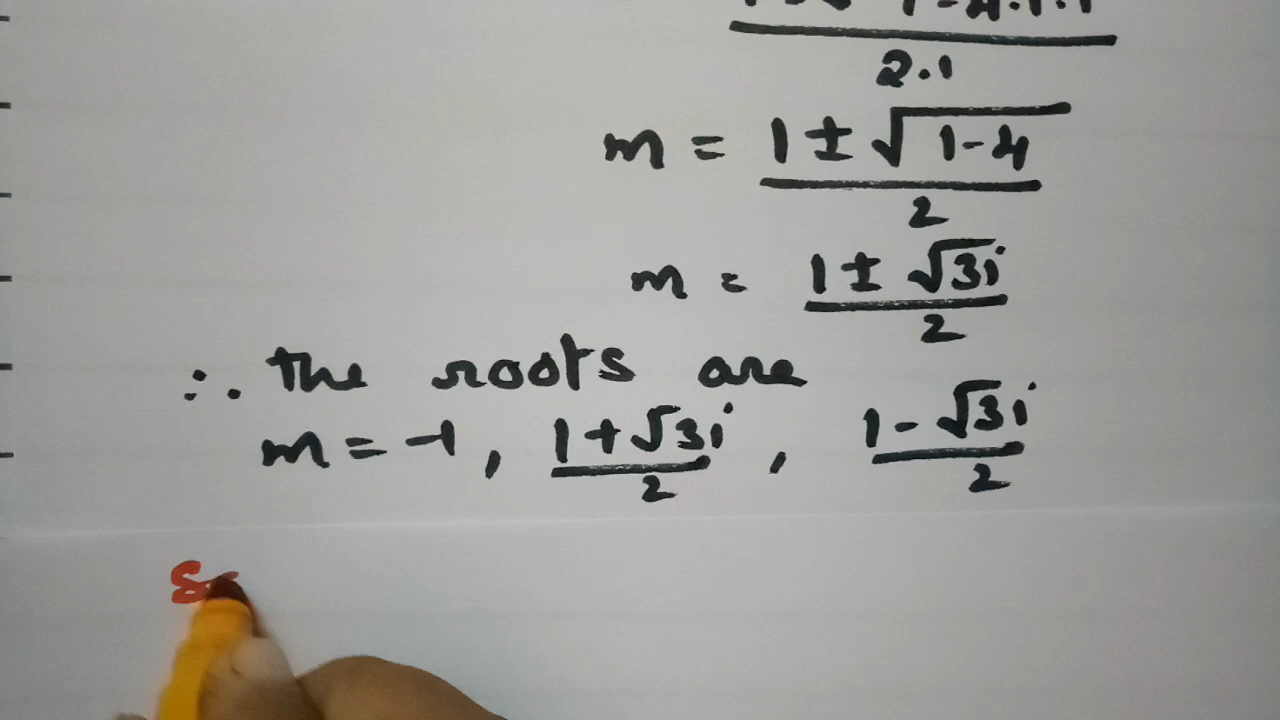 2.1
m = 1 ± √1-4
2
m = 1 ± √3i
2
∴ the roots are
m = -1, 1+√3i , 1-√3i
2 2